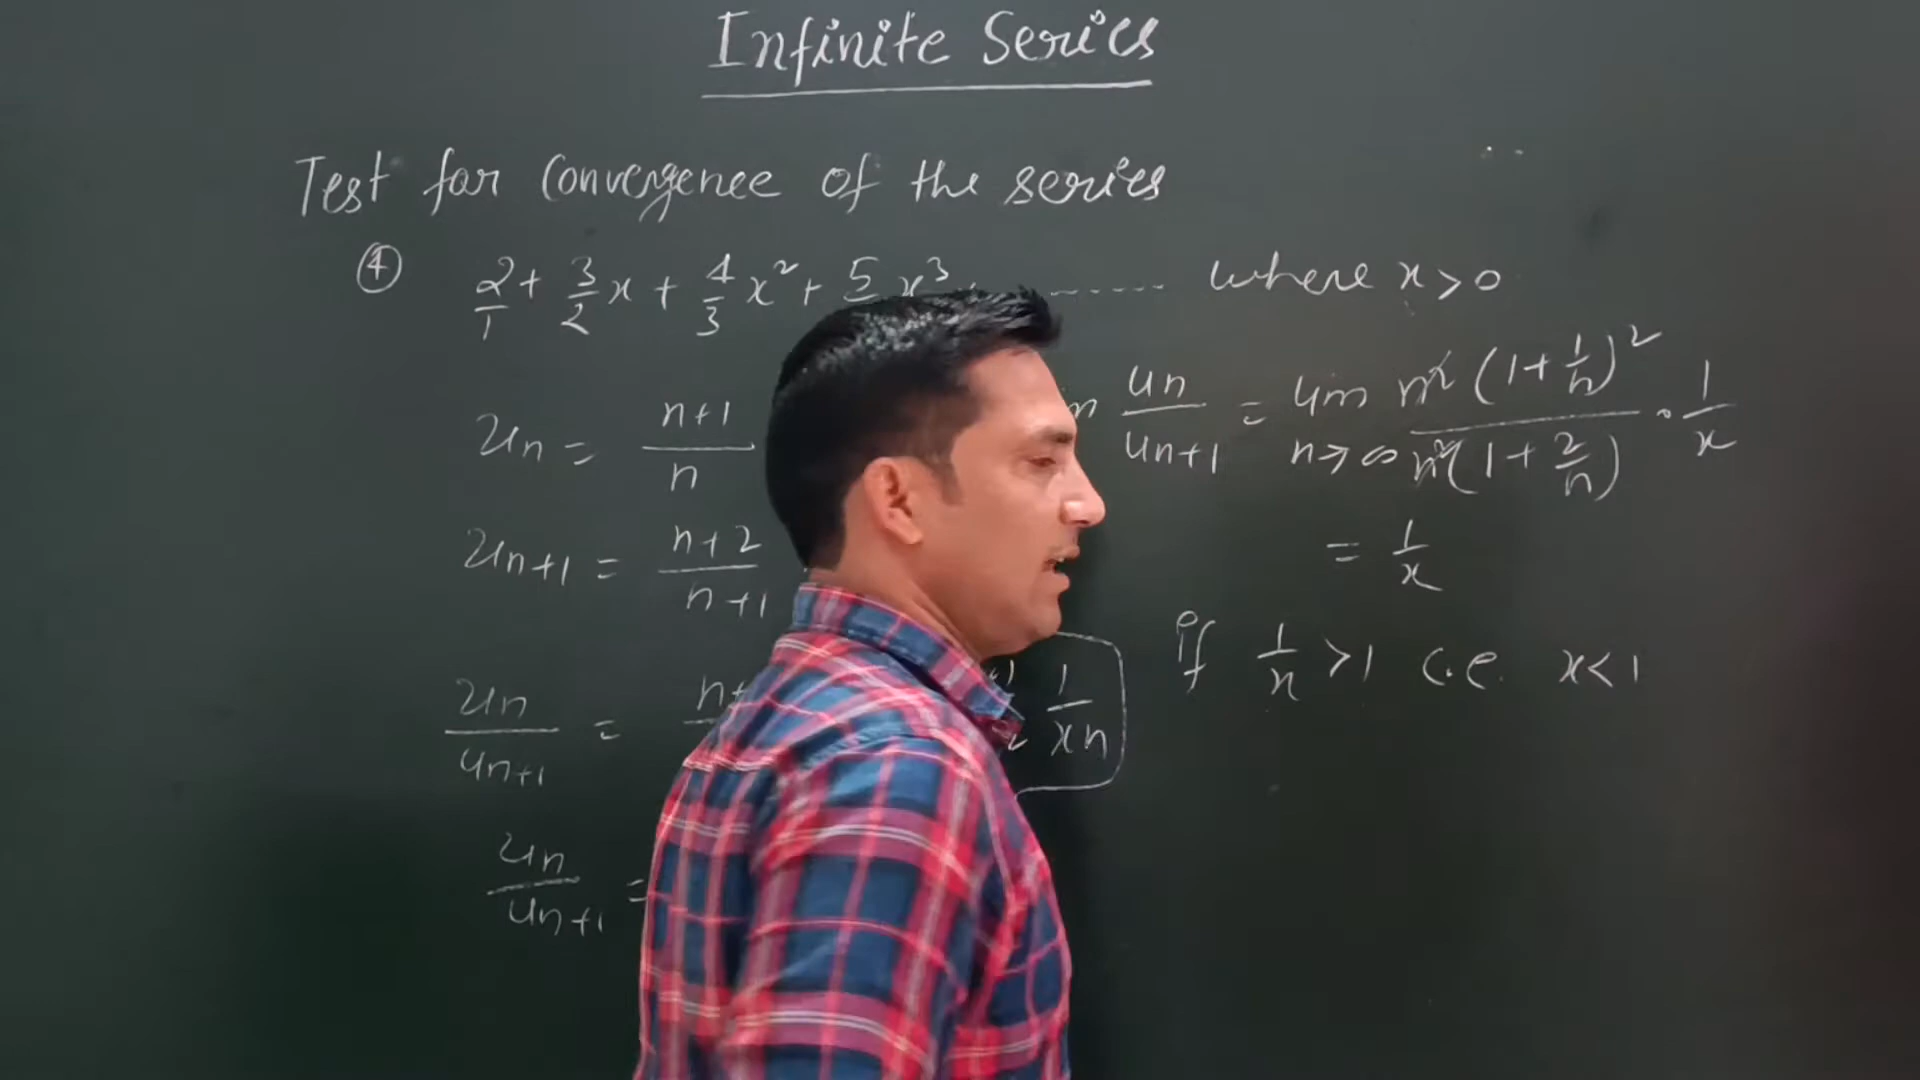 Infinite Series
Test for Convergence of the series
④ 2/1 + 3/2 x + 4/3 x² + 5 x³ ........ where x>0
un = n+1/n
un+1 = n+2/n+1
un/un+1 = 1/xn
un/un+1 =
un/un+1 = lim n→∞ n²(1+1/n)²/n²(1+2/n) · 1/x
= 1/x
if 1/x >1 i.e. x<1